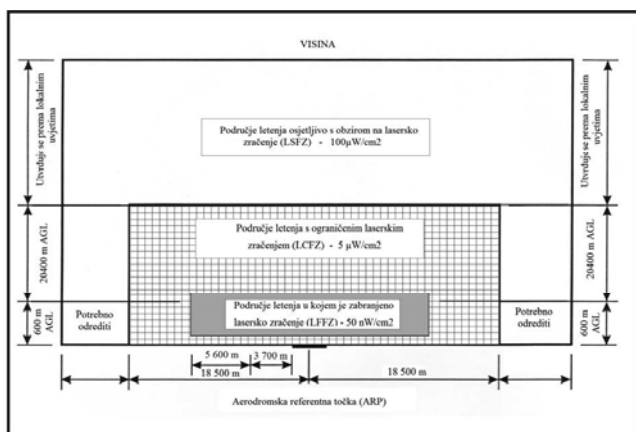 VISINA
Utvrđuje se prema lokalnim
uvjetima
Utvrđuje se prema lokalnim
uvjetima
Područje letenja osjetljivo s obzirom na lasersko
zračenje (LSFZ) - 100µW/cm2
Područje letenja s ograničenim laserskim
zračenjem (LCFZ) - 5 µW/cm2
20400 m AGL
20400 m AGL
Područje letenja u kojem je zabranjeno
lasersko zračenje (LFFZ) - 50 nW/cm2
Potrebno
odrediti
Potrebno
odrediti
600 m
AGL
600 m
AGL
5 600 m
3 700 m
18 500 m
18 500 m
Aerodromska referentna točka (ARP)